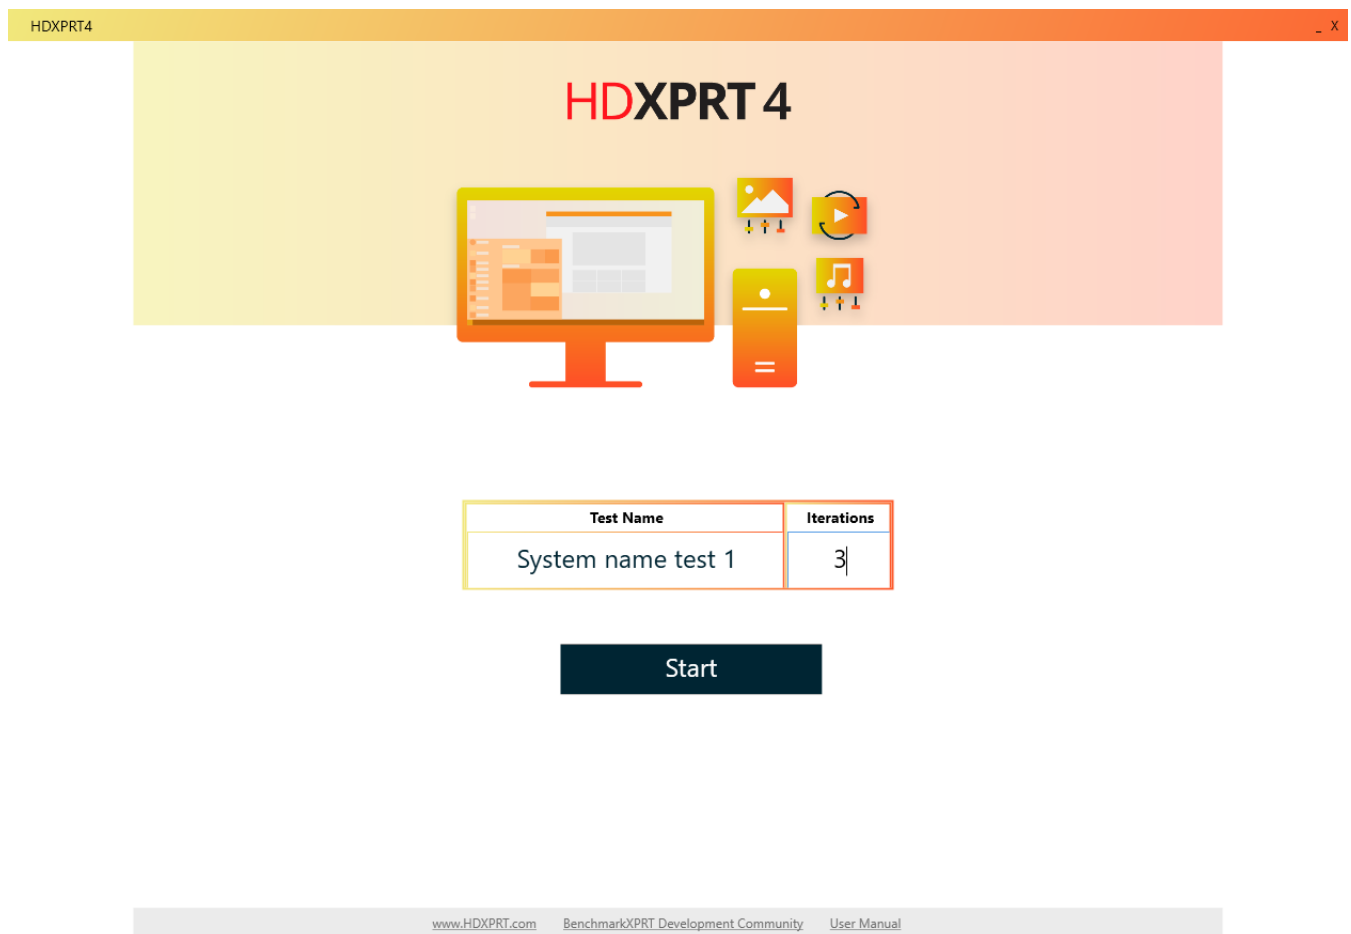 HDXPRT4
_ X
HDXPRT 4
Test Name Iterations
System name test 1 3
Start
www.HDXPRT.com BenchmarkXPRT Development Community User Manual